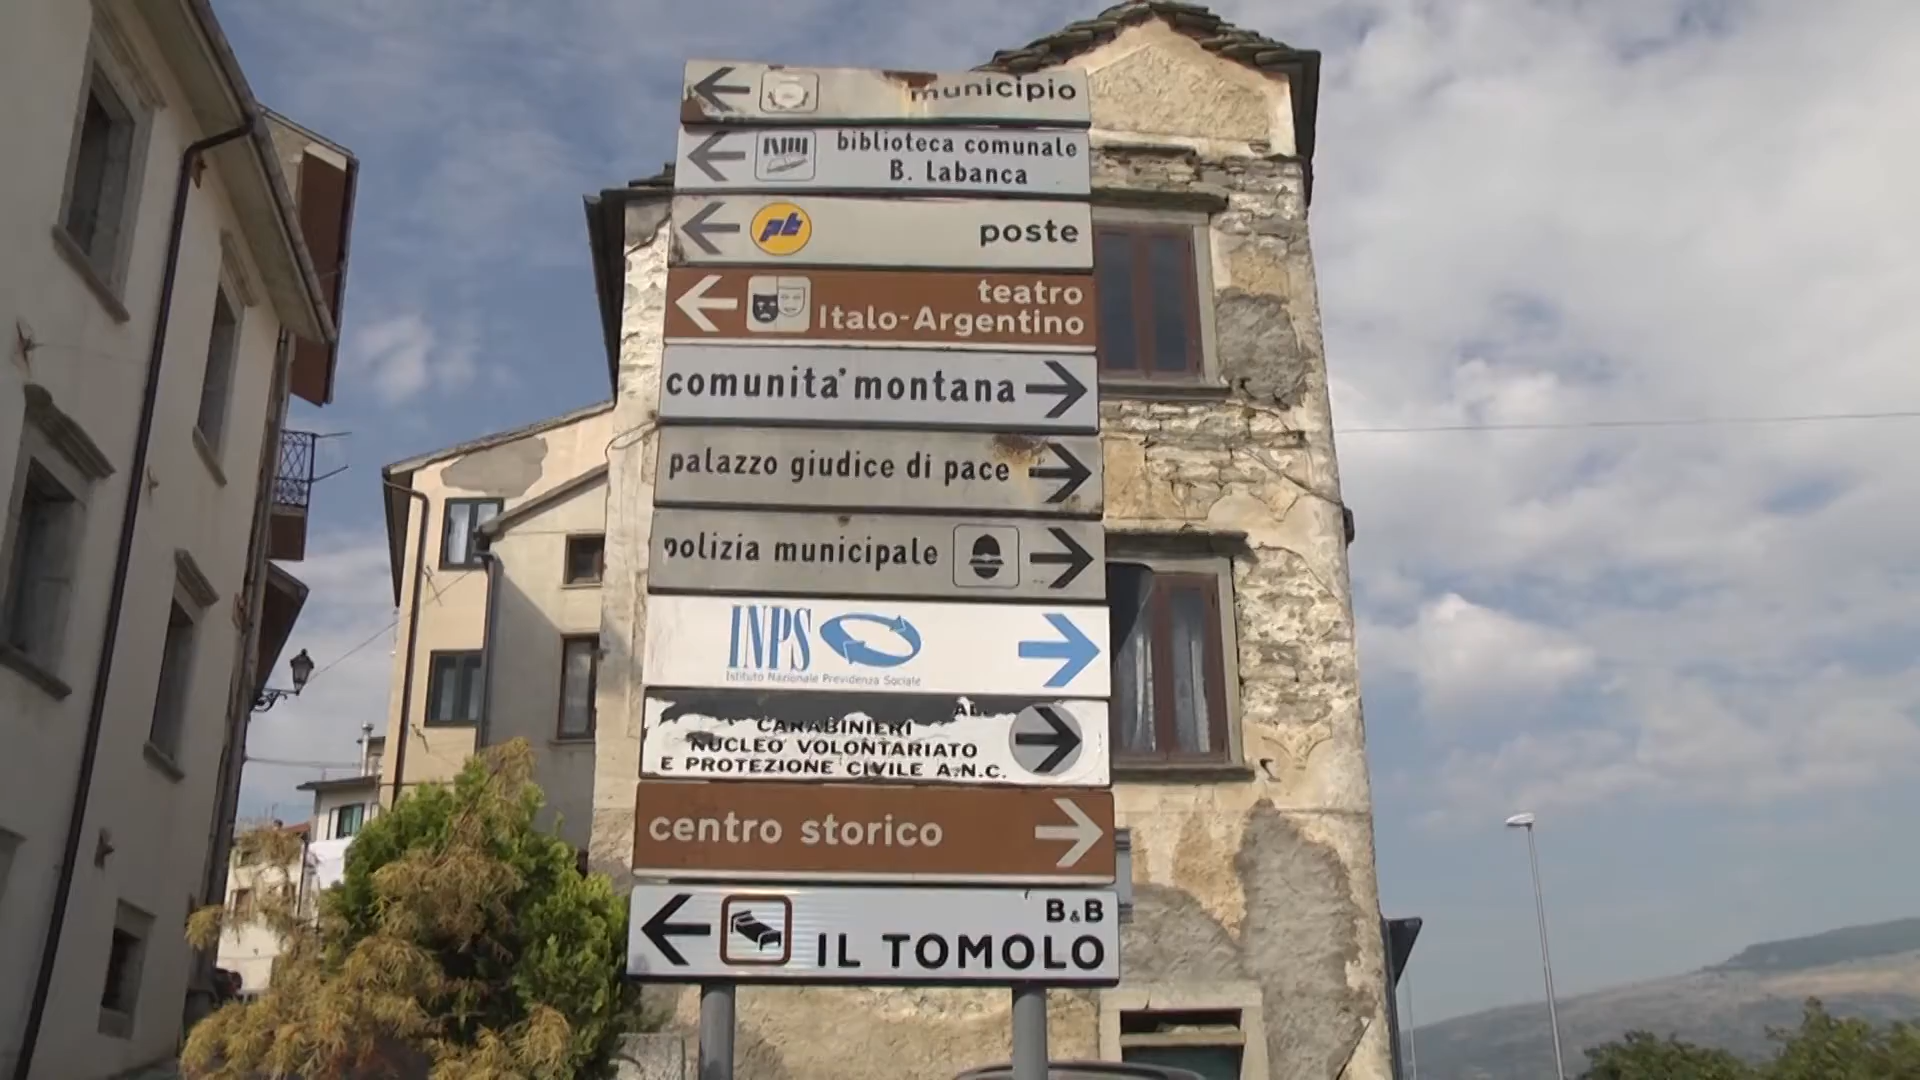 municipio
biblioteca comunale
B. Labanca
pt
poste
teatro
Italo-Argentino
comunita' montana
palazzo giudice di pace
polizia municipale
INPS
Istituto Nazionale Previdenza Sociale
CARABINIERI
NUCLEO VOLONTARIATO
E PROTEZIONE CIVILE A.N.C.
centro storico
B&B
IL TOMOLO